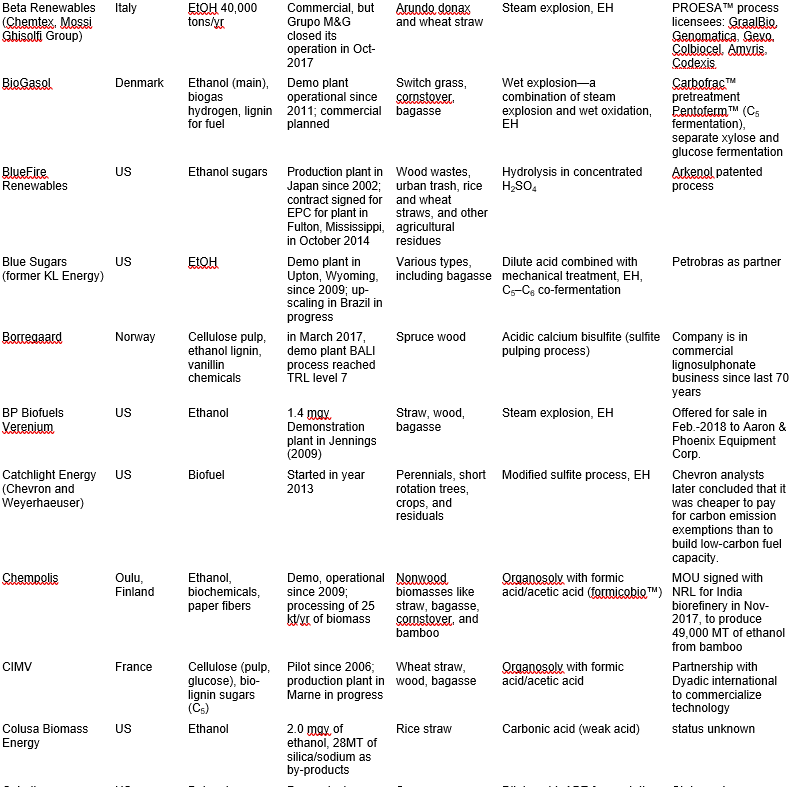 Beta Renewables
(Chemtex, Mossi
Ghisolfi Group)
Italy
EtOH 40,000
tons/yr
Commercial, but
Grupo M&G
closed its
operation in Oct-
2017
Arundo donax
and wheat straw
Steam explosion, EH
PROESA™ process
licensees: GraalBio,
Genomatica, Gevo,
Colbiocel, Amyris,
Codexis
BioGasol
Denmark
Ethanol (main),
biogas
hydrogen, lignin
for fuel
Demo plant
operational since
2011; commercial
planned
Switch grass,
cornstover,
bagasse
Wet explosion—a
combination of steam
explosion and wet oxidation,
EH
Carbofrac™
pretreatment
Pentoferm™ (C5
fermentation),
separate xylose and
glucose fermentation
BlueFire
Renewables
US
Ethanol sugars
Production plant in
Japan since 2002;
contract signed for
EPC for plant in
Fulton, Mississippi,
in October 2014
Wood wastes,
urban trash, rice
and wheat
straws, and other
agricultural
residues
Hydrolysis in concentrated
H2SO4
Arkenol patented
process
Blue Sugars
(former KL Energy)
US
EtOH
Demo plant in
Upton, Wyoming,
since 2009; up-
scaling in Brazil in
progress
Various types,
including bagasse
Dilute acid combined with
mechanical treatment, EH,
C5–C6 co-fermentation
Petrobras as partner
Borregaard
Norway
Cellulose pulp,
ethanol lignin,
vanillin
chemicals
in March 2017,
demo plant BALI
process reached
TRL level 7
Spruce wood
Acidic calcium bisulfite (sulfite
pulping process)
Company is in
commercial
lignosulphonate
business since last 70
years
BP Biofuels
Verenium
US
Ethanol
1.4 mgy
Demonstration
plant in Jennings
(2009)
Straw, wood,
bagasse
Steam explosion, EH
Offered for sale in
Feb.-2018 to Aaron &
Phoenix Equipment
Corp.
Catchlight Energy
(Chevron and
Weyerhaeuser)
US
Biofuel
Started in year
2013
Perennials, short
rotation trees,
crops, and
residuals
Modified sulfite process, EH
Chevron analysts
later concluded that it
was cheaper to pay
for carbon emission
exemptions than to
build low-carbon fuel
capacity.
Chempolis
Oulu,
Finland
Ethanol,
biochemicals,
paper fibers
Demo, operational
since 2009;
processing of 25
kt/yr of biomass
Nonwood
biomasses like
straw, bagasse,
cornstover, and
bamboo
Organosolv with formic
acid/acetic acid (formicobio™)
MOU signed with
NRL for India
biorefinery in Nov-
2017, to produce
49,000 MT of ethanol
from bamboo
CIMV
France
Cellulose (pulp,
glucose), bio-
lignin sugars
(C5)
Pilot since 2006;
production plant in
Marne in progress
Wheat straw,
wood, bagasse
Organosolv with formic
acid/acetic acid
Partnership with
Dyadic international
to commercialize
technology
Colusa Biomass
Energy
US
Ethanol
2.0 mgy of
ethanol, 28MT of
silica/sodium as
by-products
Rice straw
Carbonic acid (weak acid)
status unknown